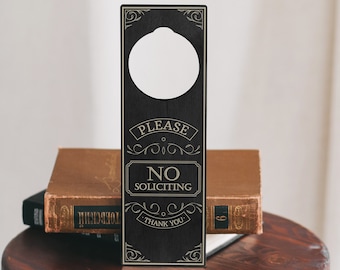 PLEASE
NO
SOLICITING
THANK YOU